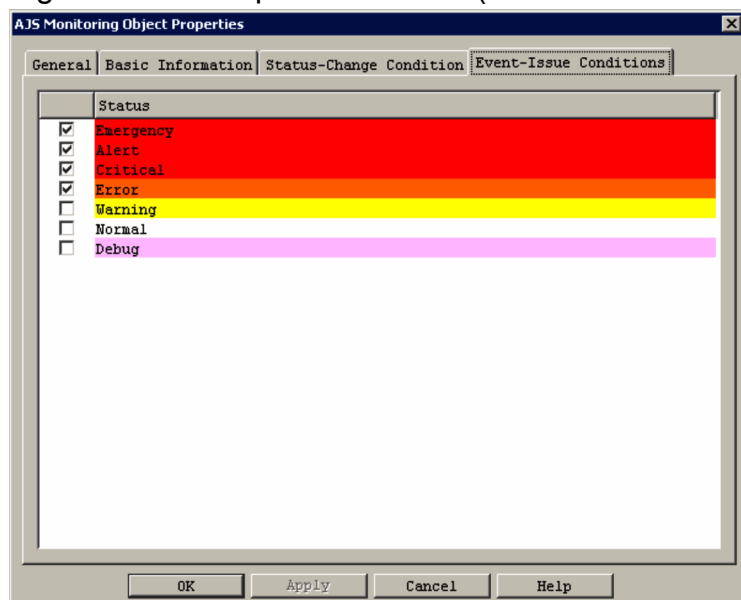 AJS Monitoring Object Properties
General Basic Information Status-Change Condition Event-Issue Conditions
Status
Emergency
Alert
Critical
Error
Warning
Normal
Debug
OK Apply Cancel Help